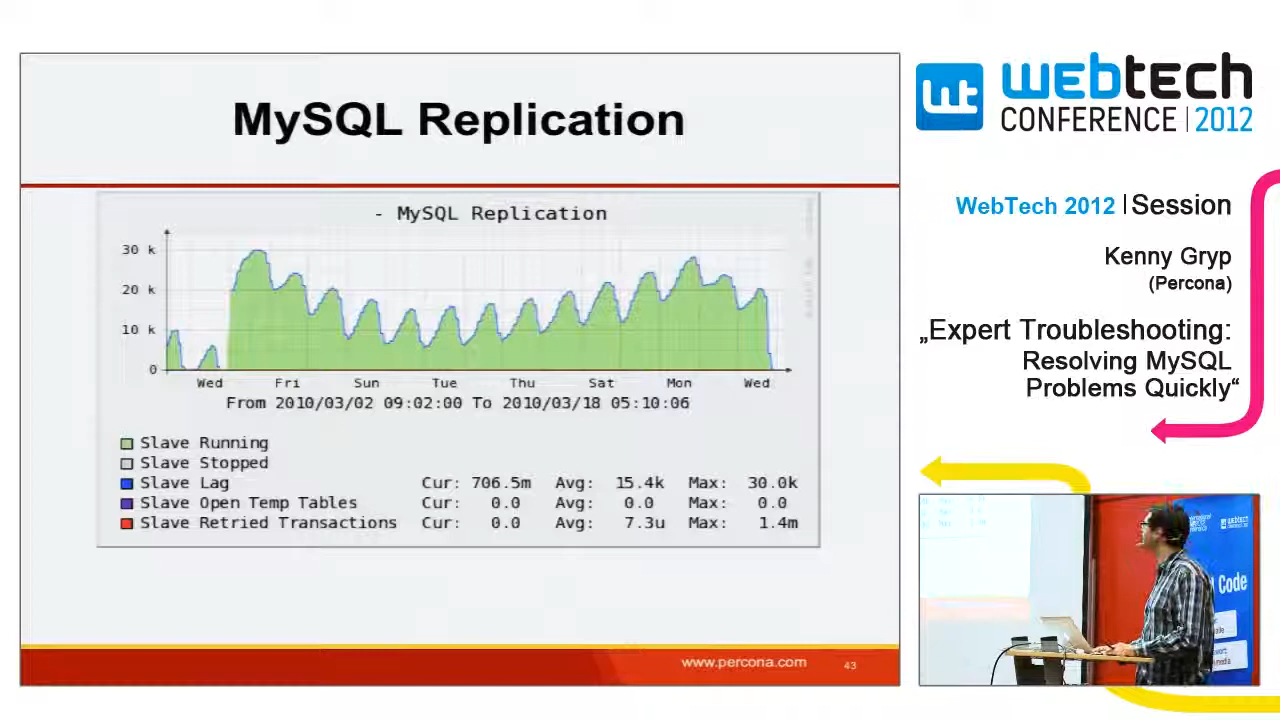 MySQL Replication
- MySQL Replication
30 k
20 k
10 k
0
Wed Fri Sun Tue Thu Sat Mon Wed
From 2010/03/02 09:02:00 To 2010/03/18 05:10:06
Slave Running
Slave Stopped
Slave Lag Cur: 706.5m Avg: 15.4k Max: 30.0k
Slave Open Temp Tables Cur: 0.0 Avg: 0.0 Max: 0.0
Slave Retried Transactions Cur: 0.0 Avg: 7.3u Max: 1.4m
www.percona.com 43
wt webtech
CONFERENCE | 2012
WebTech 2012 | Session
Kenny Gryp
(Percona)
„Expert Troubleshooting:
Resolving MySQL
Problems Quickly“
webtech
Code